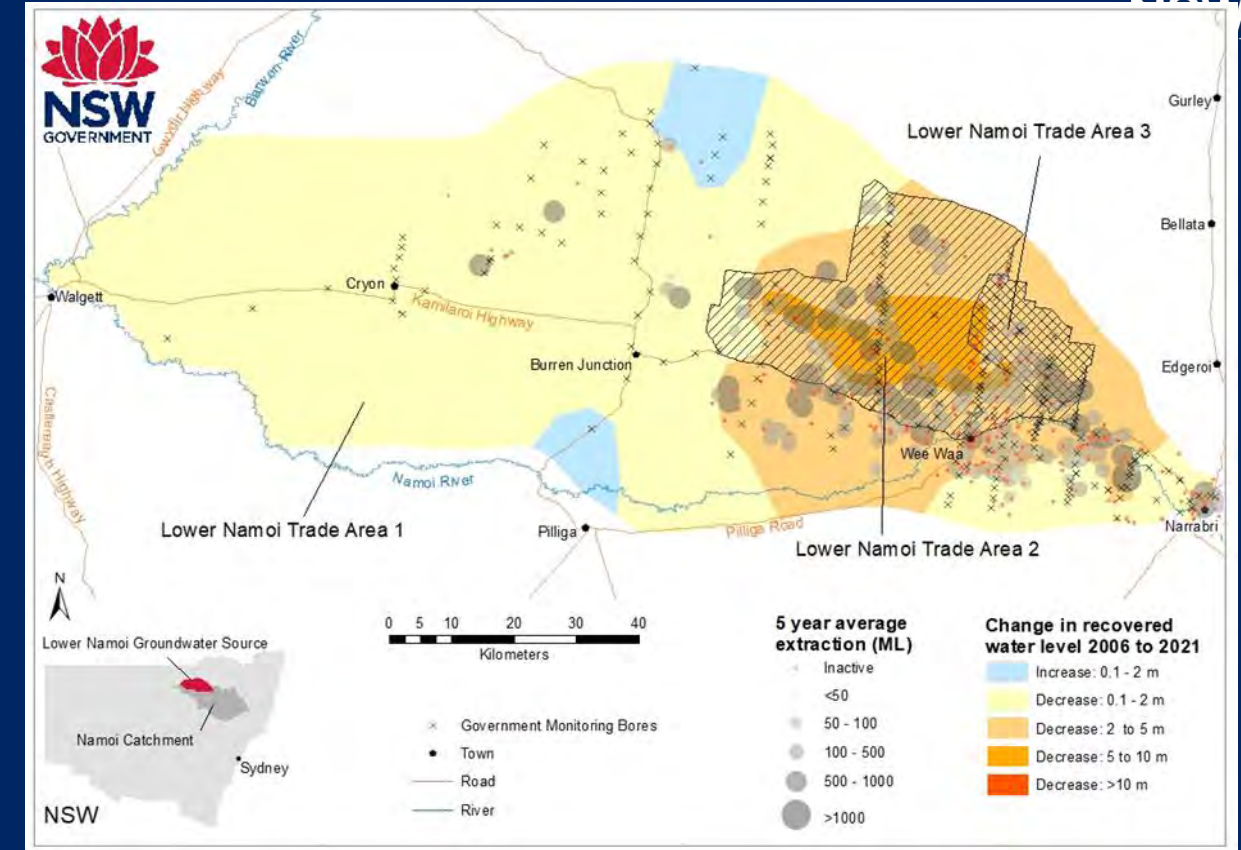 NSW
GOVERNMENT
Gwydir Highway
Barwon River
Gurley
Lower Namoi Trade Area 3
Bellata
Walgett
Cryon
Kamilaroi Highway
Burren Junction
Edgeroi
Castlereagh Highway
Wee Waa
Namoi River
Lower Namoi Trade Area 1
Pilliga
Pilliga Road
Narrabri
Lower Namoi Trade Area 2
N
0 5 10 20 30 40
Kilometers
Lower Namoi Groundwater Source
Namoi Catchment
Sydney
NSW
Government Monitoring Bores
Town
Road
River
5 year average
extraction (ML)
Inactive
<50
50 - 100
100 - 500
500 - 1000
>1000
Change in recovered
water level 2006 to 2021
Increase: 0.1 - 2 m
Decrease: 0.1 - 2 m
Decrease: 2 to 5 m
Decrease: 5 to 10 m
Decrease: >10 m